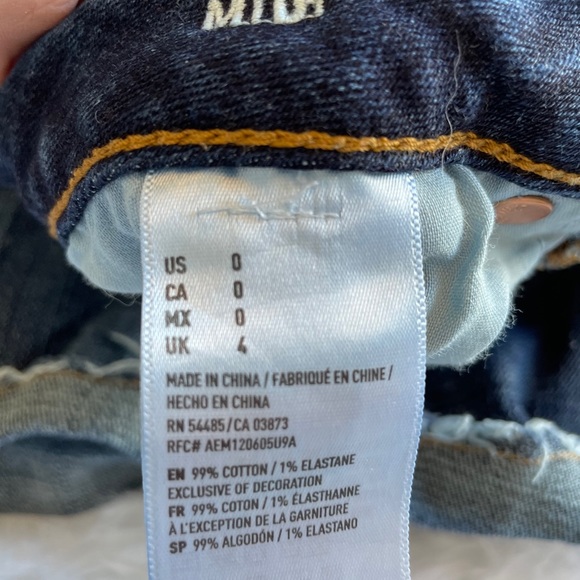 US 0
CA 0
MX 0
UK 4
MADE IN CHINA / FABRIQUÉ EN CHINE /
HECHO EN CHINA
RN 54485/CA 03873
RFC# AEM120605U9A
EN 99% COTTON / 1% ELASTANE
EXCLUSIVE OF DECORATION
FR 99% COTON / 1% ÉLASTHANNE
À L'EXCEPTION DE LA GARNITURE
SP 99% ALGODÓN / 1% ELASTANO